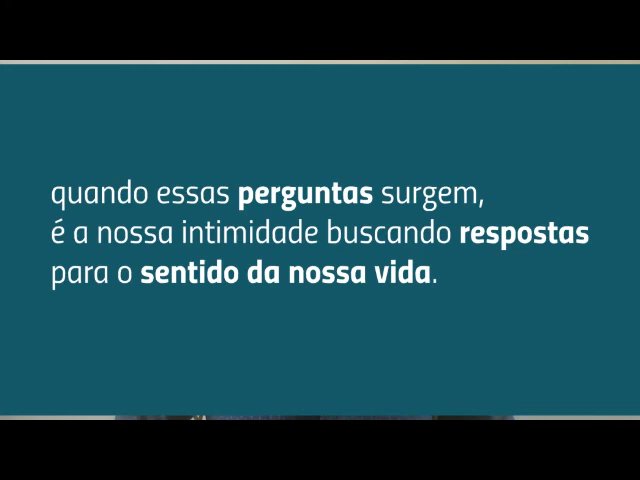 quando essas perguntas surgem,
é a nossa intimidade buscando respostas
para o sentido da nossa vida.